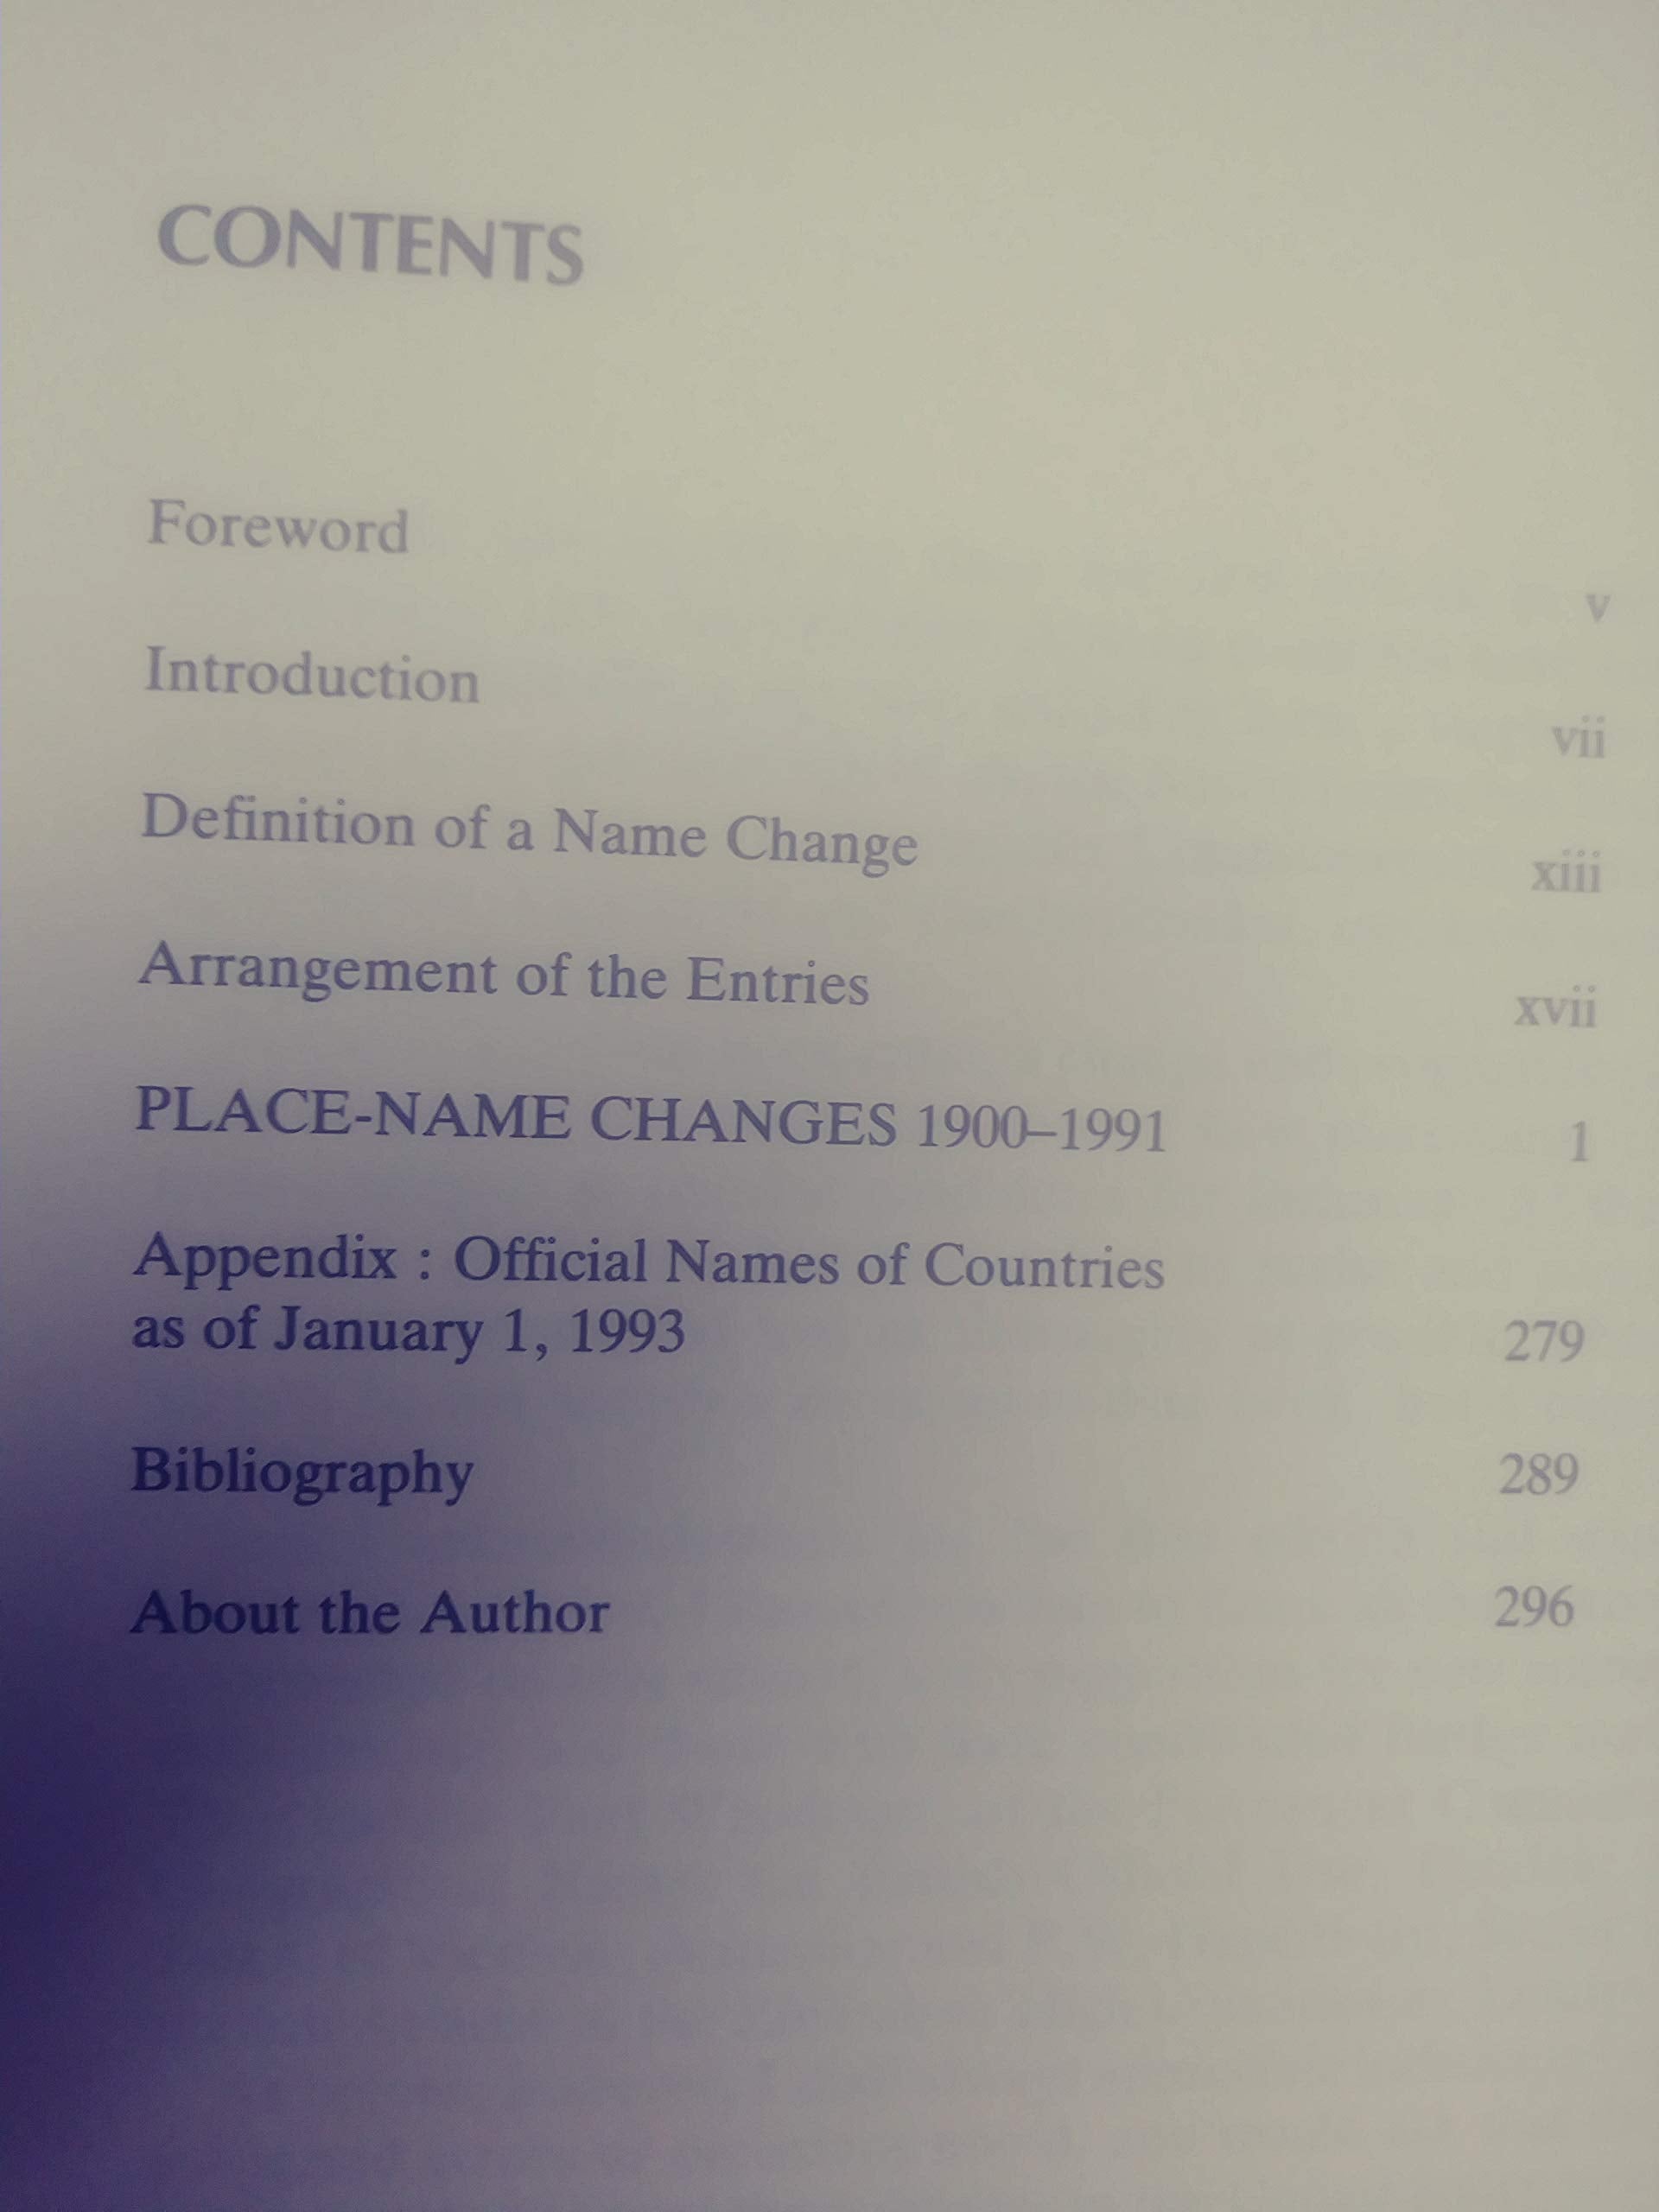 CONTENTS
Foreword v
Introduction vii
Definition of a Name Change xiii
Arrangement of the Entries xvii
PLACE-NAME CHANGES 1900–1991 1
Appendix : Official Names of Countries
as of January 1, 1993 279
Bibliography 289
About the Author 296